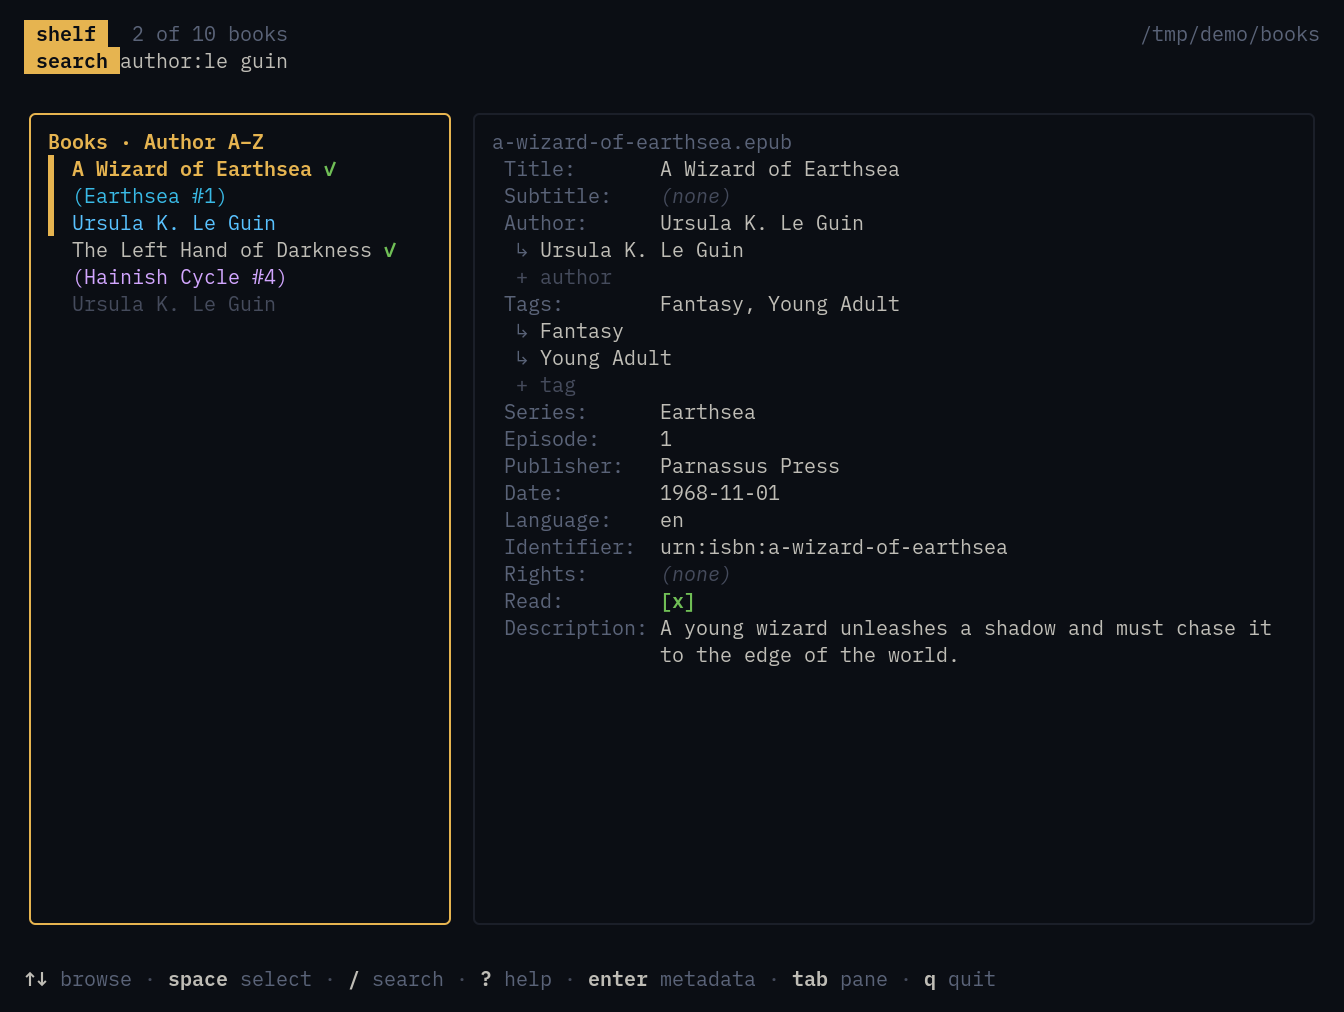 shelf 2 of 10 books /tmp/demo/books
search author:le guin
Books · Author A–Z
A Wizard of Earthsea ✓
(Earthsea #1)
Ursula K. Le Guin
The Left Hand of Darkness ✓
(Hainish Cycle #4)
Ursula K. Le Guin
a-wizard-of-earthsea.epub
Title: A Wizard of Earthsea
Subtitle: (none)
Author: Ursula K. Le Guin
↳ Ursula K. Le Guin
+ author
Tags: Fantasy, Young Adult
↳ Fantasy
↳ Young Adult
+ tag
Series: Earthsea
Episode: 1
Publisher: Parnassus Press
Date: 1968-11-01
Language: en
Identifier: urn:isbn:a-wizard-of-earthsea
Rights: (none)
Read: [x]
Description: A young wizard unleashes a shadow and must chase it
to the edge of the world.
↑↓ browse · space select · / search · ? help · enter metadata · tab pane · q quit